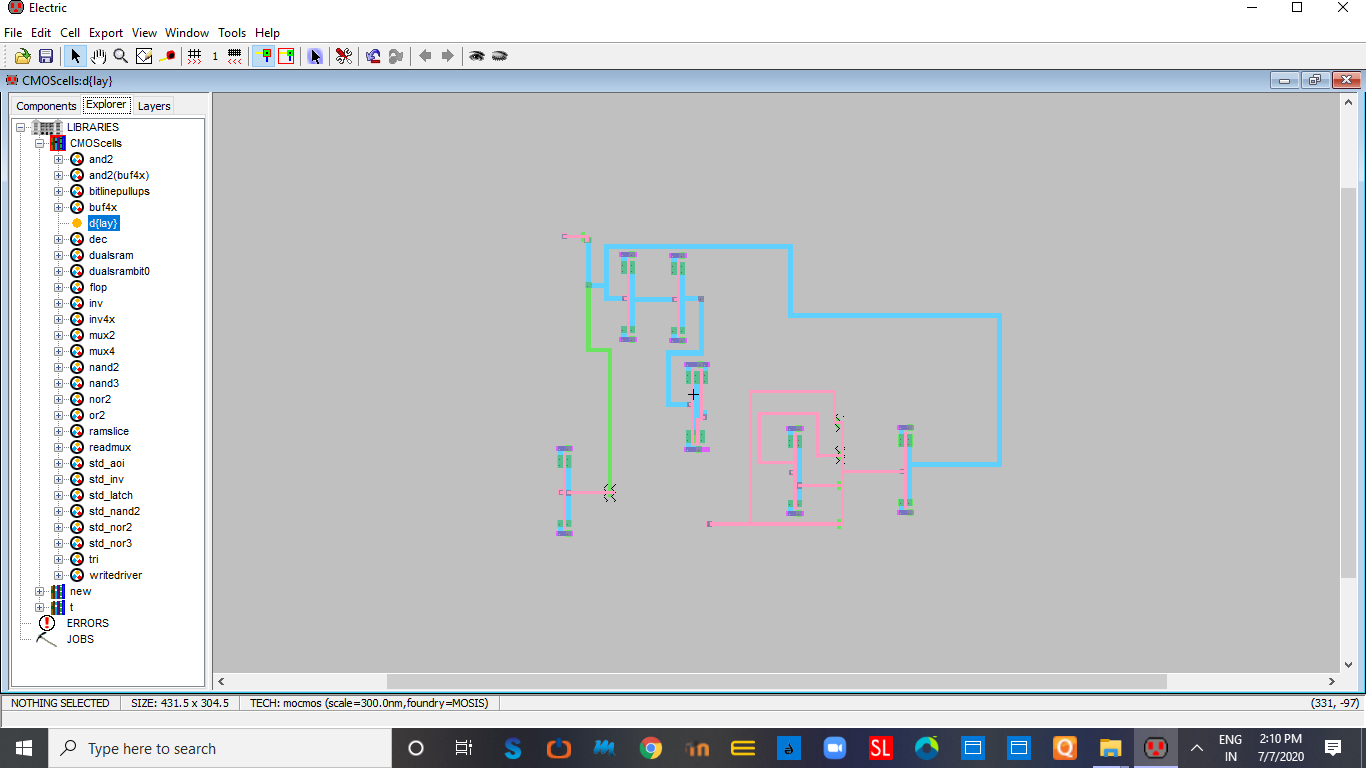 Electric
File Edit Cell Export View Window Tools Help
1
CMOScells:d{lay}
Components Explorer Layers
LIBRARIES
CMOScells
and2
and2(buf4x)
bitlinepullups
buf4x
d{lay}
dec
dualsram
dualsrambit0
flop
inv
inv4x
mux2
mux4
nand2
nand3
nor2
or2
ramslice
readmux
std_aoi
std_inv
std_latch
std_nand2
std_nor2
std_nor3
tri
writedriver
new
t
ERRORS
JOBS
NOTHING SELECTED SIZE: 431.5 x 304.5 TECH: mocmos (scale=300.0nm,foundry=MOSIS) (331, -97)
Type here to search
S m in a SL Q
ENG 2:10 PM
IN 7/7/2020